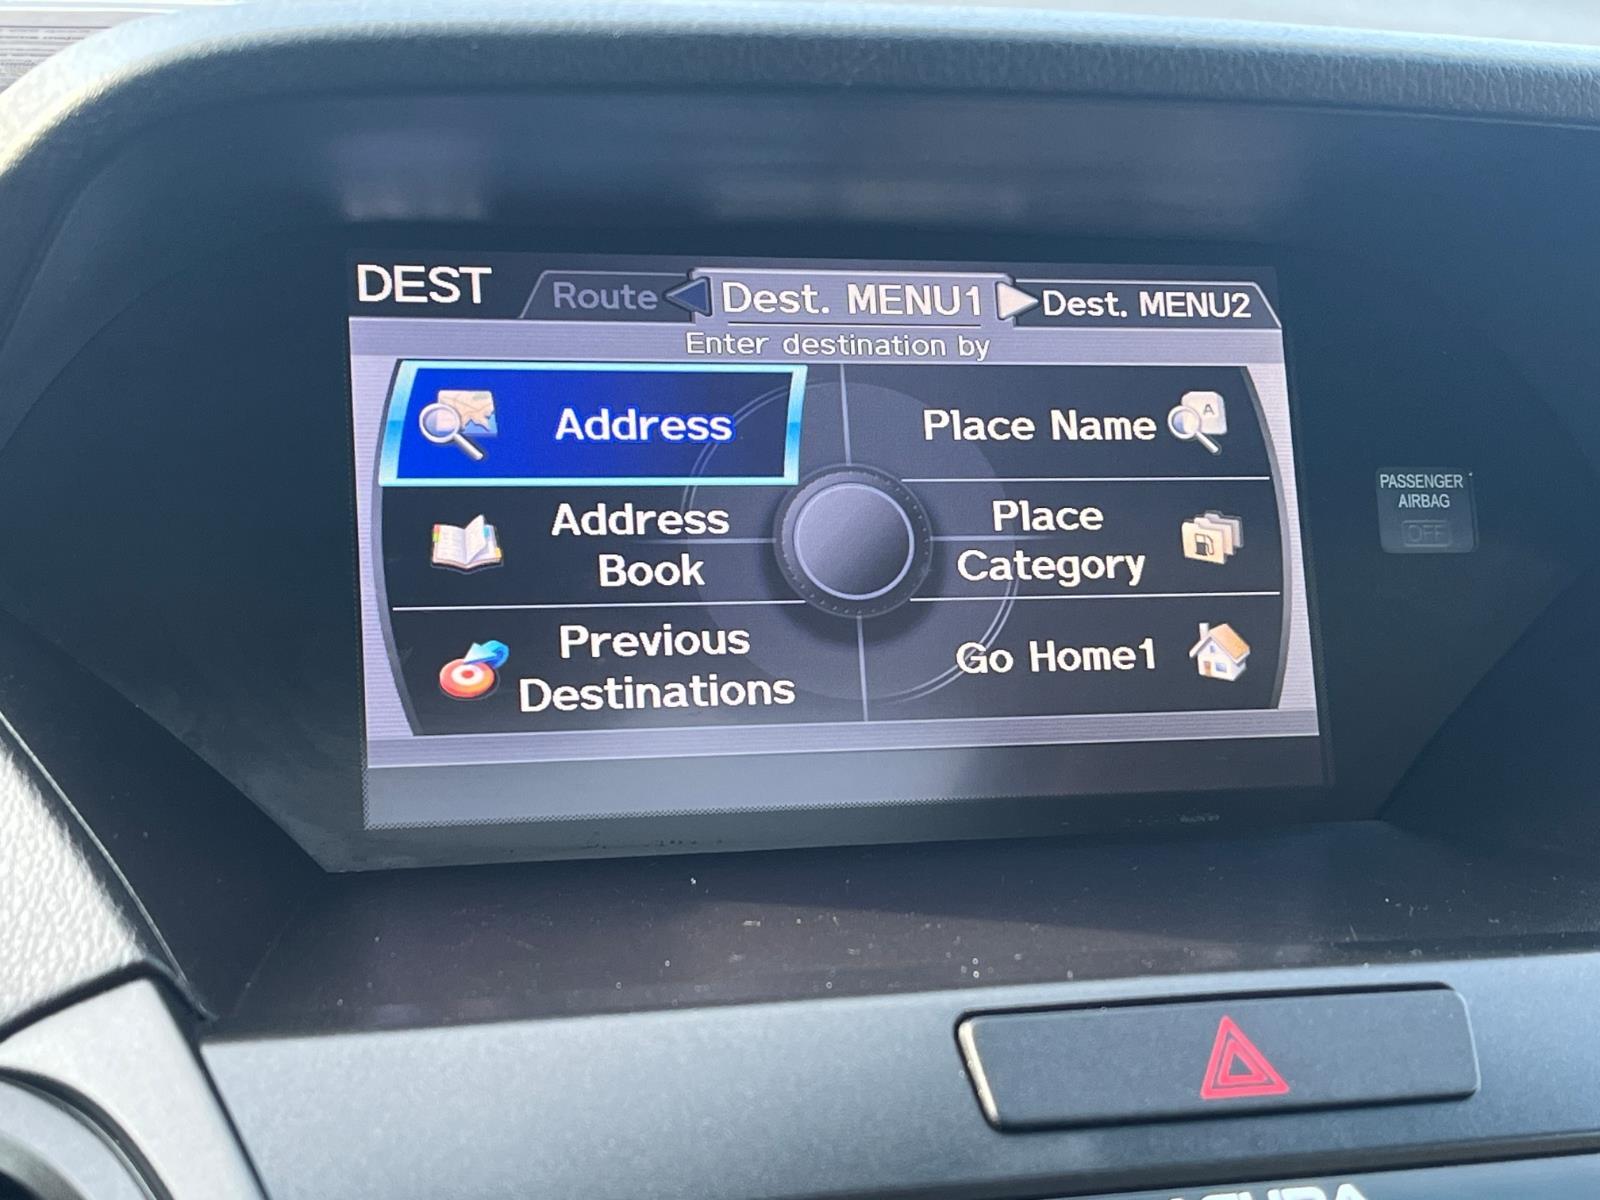 DEST
Route
Dest. MENU1
Dest. MENU2
Enter destination by
Address
Place Name
A
Address
Book
Place
Category
Previous
Destinations
Go Home1
PASSENGER
AIRBAG
OFF
ACURA